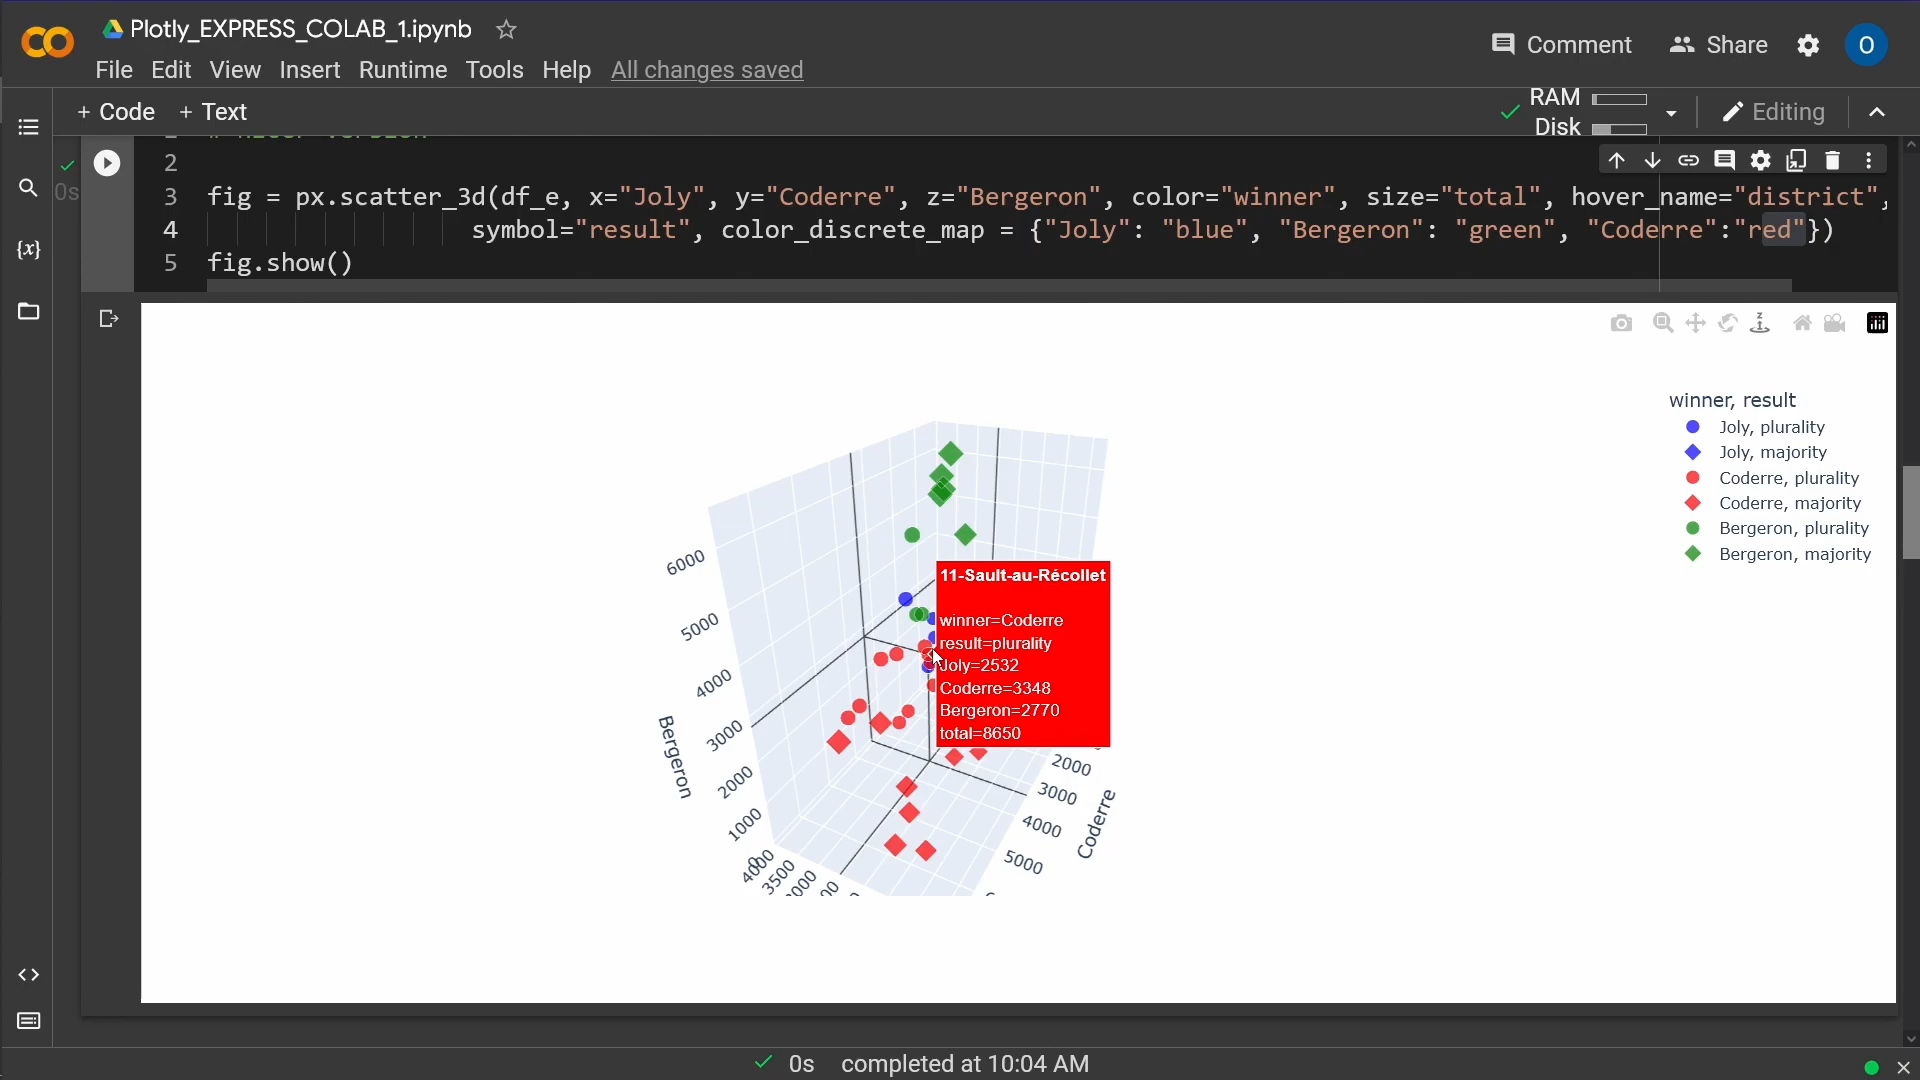 Plotly_EXPRESS_COLAB_1.ipynb
Comment
Share
O
File Edit View Insert Runtime Tools Help All changes saved
+ Code + Text
RAM
Disk
Editing
2
0s
3 fig = px.scatter_3d(df_e, x="Joly", y="Coderre", z="Bergeron", color="winner", size="total", hover_name="district",
4 symbol="result", color_discrete_map = {"Joly": "blue", "Bergeron": "green", "Coderre":"red"})
5 fig.show()
{x}
z
winner, result
Joly, plurality
Joly, majority
Coderre, plurality
Coderre, majority
Bergeron, plurality
Bergeron, majority
6000
5000
4000
3000
2000
1000
0
Bergeron
11-Sault-au-Récollet
winner=Coderre
result=plurality
Joly=2532
Coderre=3348
Bergeron=2770
total=8650
2000
3000
4000
5000
Coderre
4000
3500
0s completed at 10:04 AM